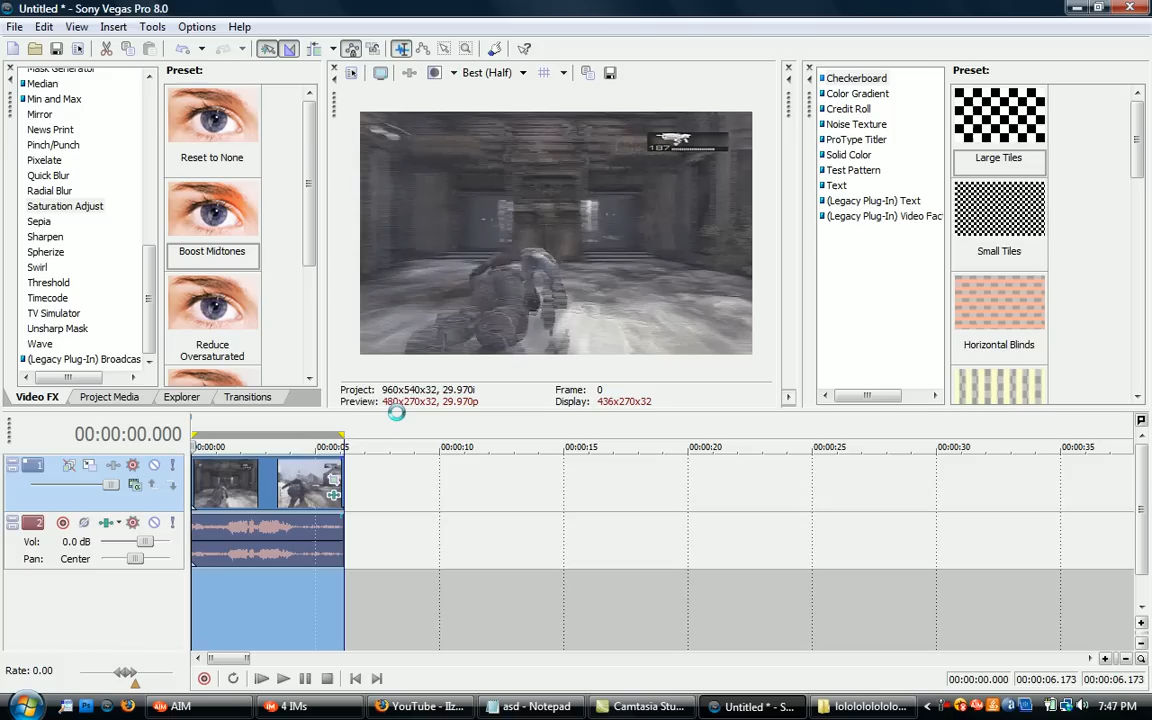 Untitled * - Sony Vegas Pro 8.0
File Edit View Insert Tools Options Help
Mask Generator
Median
Min and Max
Mirror
News Print
Pinch/Punch
Pixelate
Quick Blur
Radial Blur
Saturation Adjust
Sepia
Sharpen
Spherize
Swirl
Threshold
Timecode
TV Simulator
Unsharp Mask
Wave
(Legacy Plug-In) Broadcas
Preset:
Reset to None
Boost Midtones
Reduce
Oversaturated
Video FX Project Media Explorer Transitions
Best (Half)
187
Project: 960x540x32, 29.970i
Preview: 480x270x32, 29.970p
Frame: 0
Display: 436x270x32
Checkerboard
Color Gradient
Credit Roll
Noise Texture
ProType Titler
Solid Color
Test Pattern
Text
(Legacy Plug-In) Text
(Legacy Plug-In) Video Fac
Preset:
Large Tiles
Small Tiles
Horizontal Blinds
00:00:00.000
00:00:00 00:00:05 00:00:10 00:00:15 00:00:20 00:00:25 00:00:30 00:00:35
1
2
Vol: 0.0 dB
Pan: Center
Rate: 0.00
00:00:00.000 00:00:06.173 00:00:06.173
AIM 4 IMs YouTube - Ilz... asd - Notepad Camtasia Stu... Untitled * - S... lolololololololo... 7:47 PM